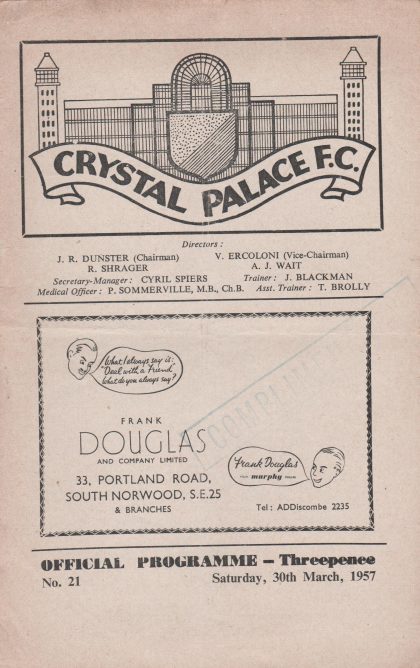 CRYSTAL PALACE F.C.
Directors :
J. R. DUNSTER (Chairman) V. ERCOLONI (Vice-Chairman)
R. SHRAGER A. J. WAIT
Secretary-Manager : CYRIL SPIERS Trainer : J. BLACKMAN
Medical Officer : P. SOMMERVILLE, M.B., Ch.B. Asst. Trainer : T. BROLLY
What I always say is:-
"Deal with a Friend"
What do you always say?
FRANK
DOUGLAS
AND COMPANY LIMITED
33, PORTLAND ROAD,
SOUTH NORWOOD, S.E.25
& BRANCHES
Frank Douglas
YOUR murphy DEALER
Tel : ADDiscombe 2235
COMPL
OFFICIAL PROGRAMME – Threepence
No. 21 Saturday, 30th March, 1957